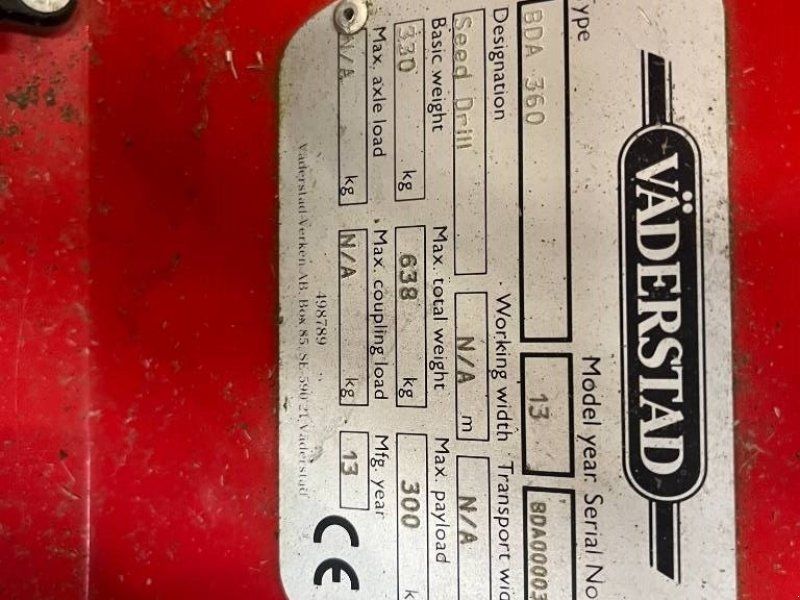 VÄDERSTAD
Type Model year. Serial No
BDA 360 13 BDA00003
Designation Working width Transport wid
Seed Drill N/A m N/A
Basic weight Max. total weight Max. payload
330 kg 638 kg 300 k
Max. axle load Max. coupling load Mfg. year
N/A kg N/A kg 13 CE
498789
Väderstad-Verken AB, Box 85, SE-590 21 Väderstad